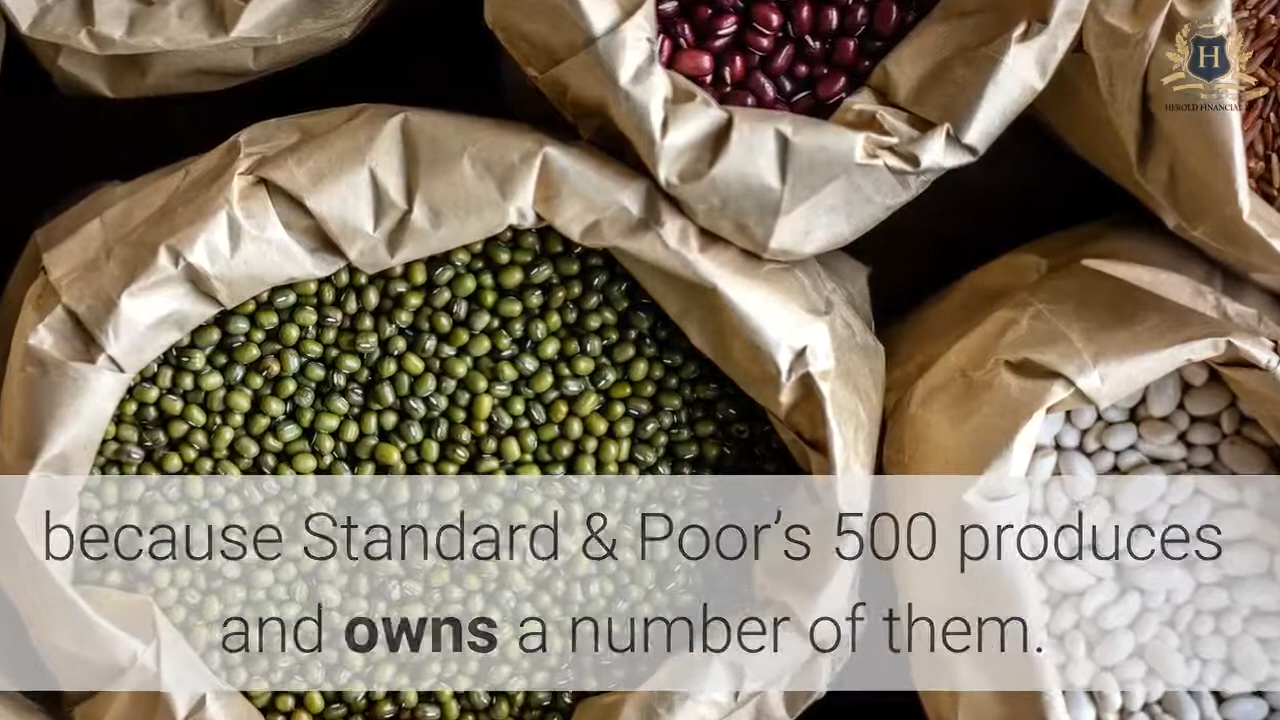 H
HEROLD FINANCIAL
because Standard & Poor’s 500 produces
and owns a number of them.